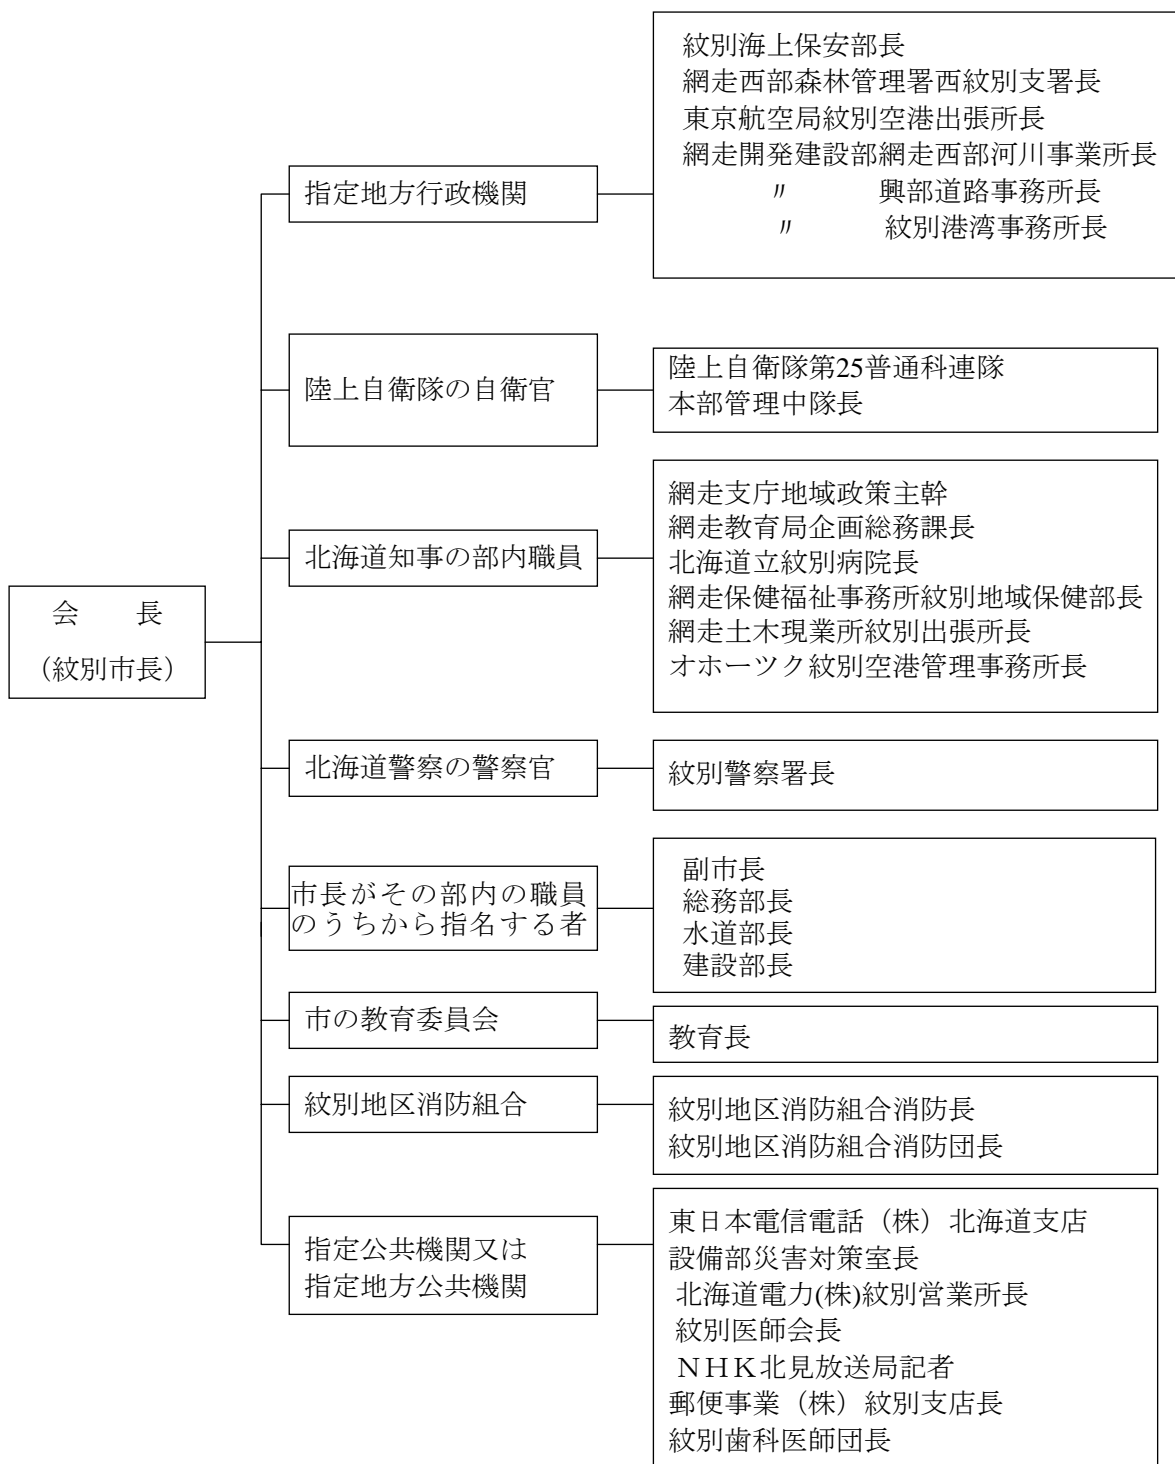 会　　長
（紋別市長）
指定地方行政機関
紋別海上保安部長
網走西部森林管理署西紋別支署長
東京航空局紋別空港出張所長
網走開発建設部網走西部河川事業所長
〃　　　　興部道路事務所長
〃　　　　紋別港湾事務所長
陸上自衛隊の自衛官
陸上自衛隊第25普通科連隊
本部管理中隊長
北海道知事の部内職員
網走支庁地域政策主幹
網走教育局企画総務課長
北海道立紋別病院長
網走保健福祉事務所紋別地域保健部長
網走土木現業所紋別出張所長
オホーツク紋別空港管理事務所長
北海道警察の警察官
紋別警察署長
市長がその部内の職員
のうちから指名する者
副市長
総務部長
水道部長
建設部長
市の教育委員会
教育長
紋別地区消防組合
紋別地区消防組合消防長
紋別地区消防組合消防団長
指定公共機関又は
指定地方公共機関
東日本電信電話（株）北海道支店
設備部災害対策室長
北海道電力(株)紋別営業所長
紋別医師会長
ＮＨＫ北見放送局記者
郵便事業（株）紋別支店長
紋別歯科医師団長